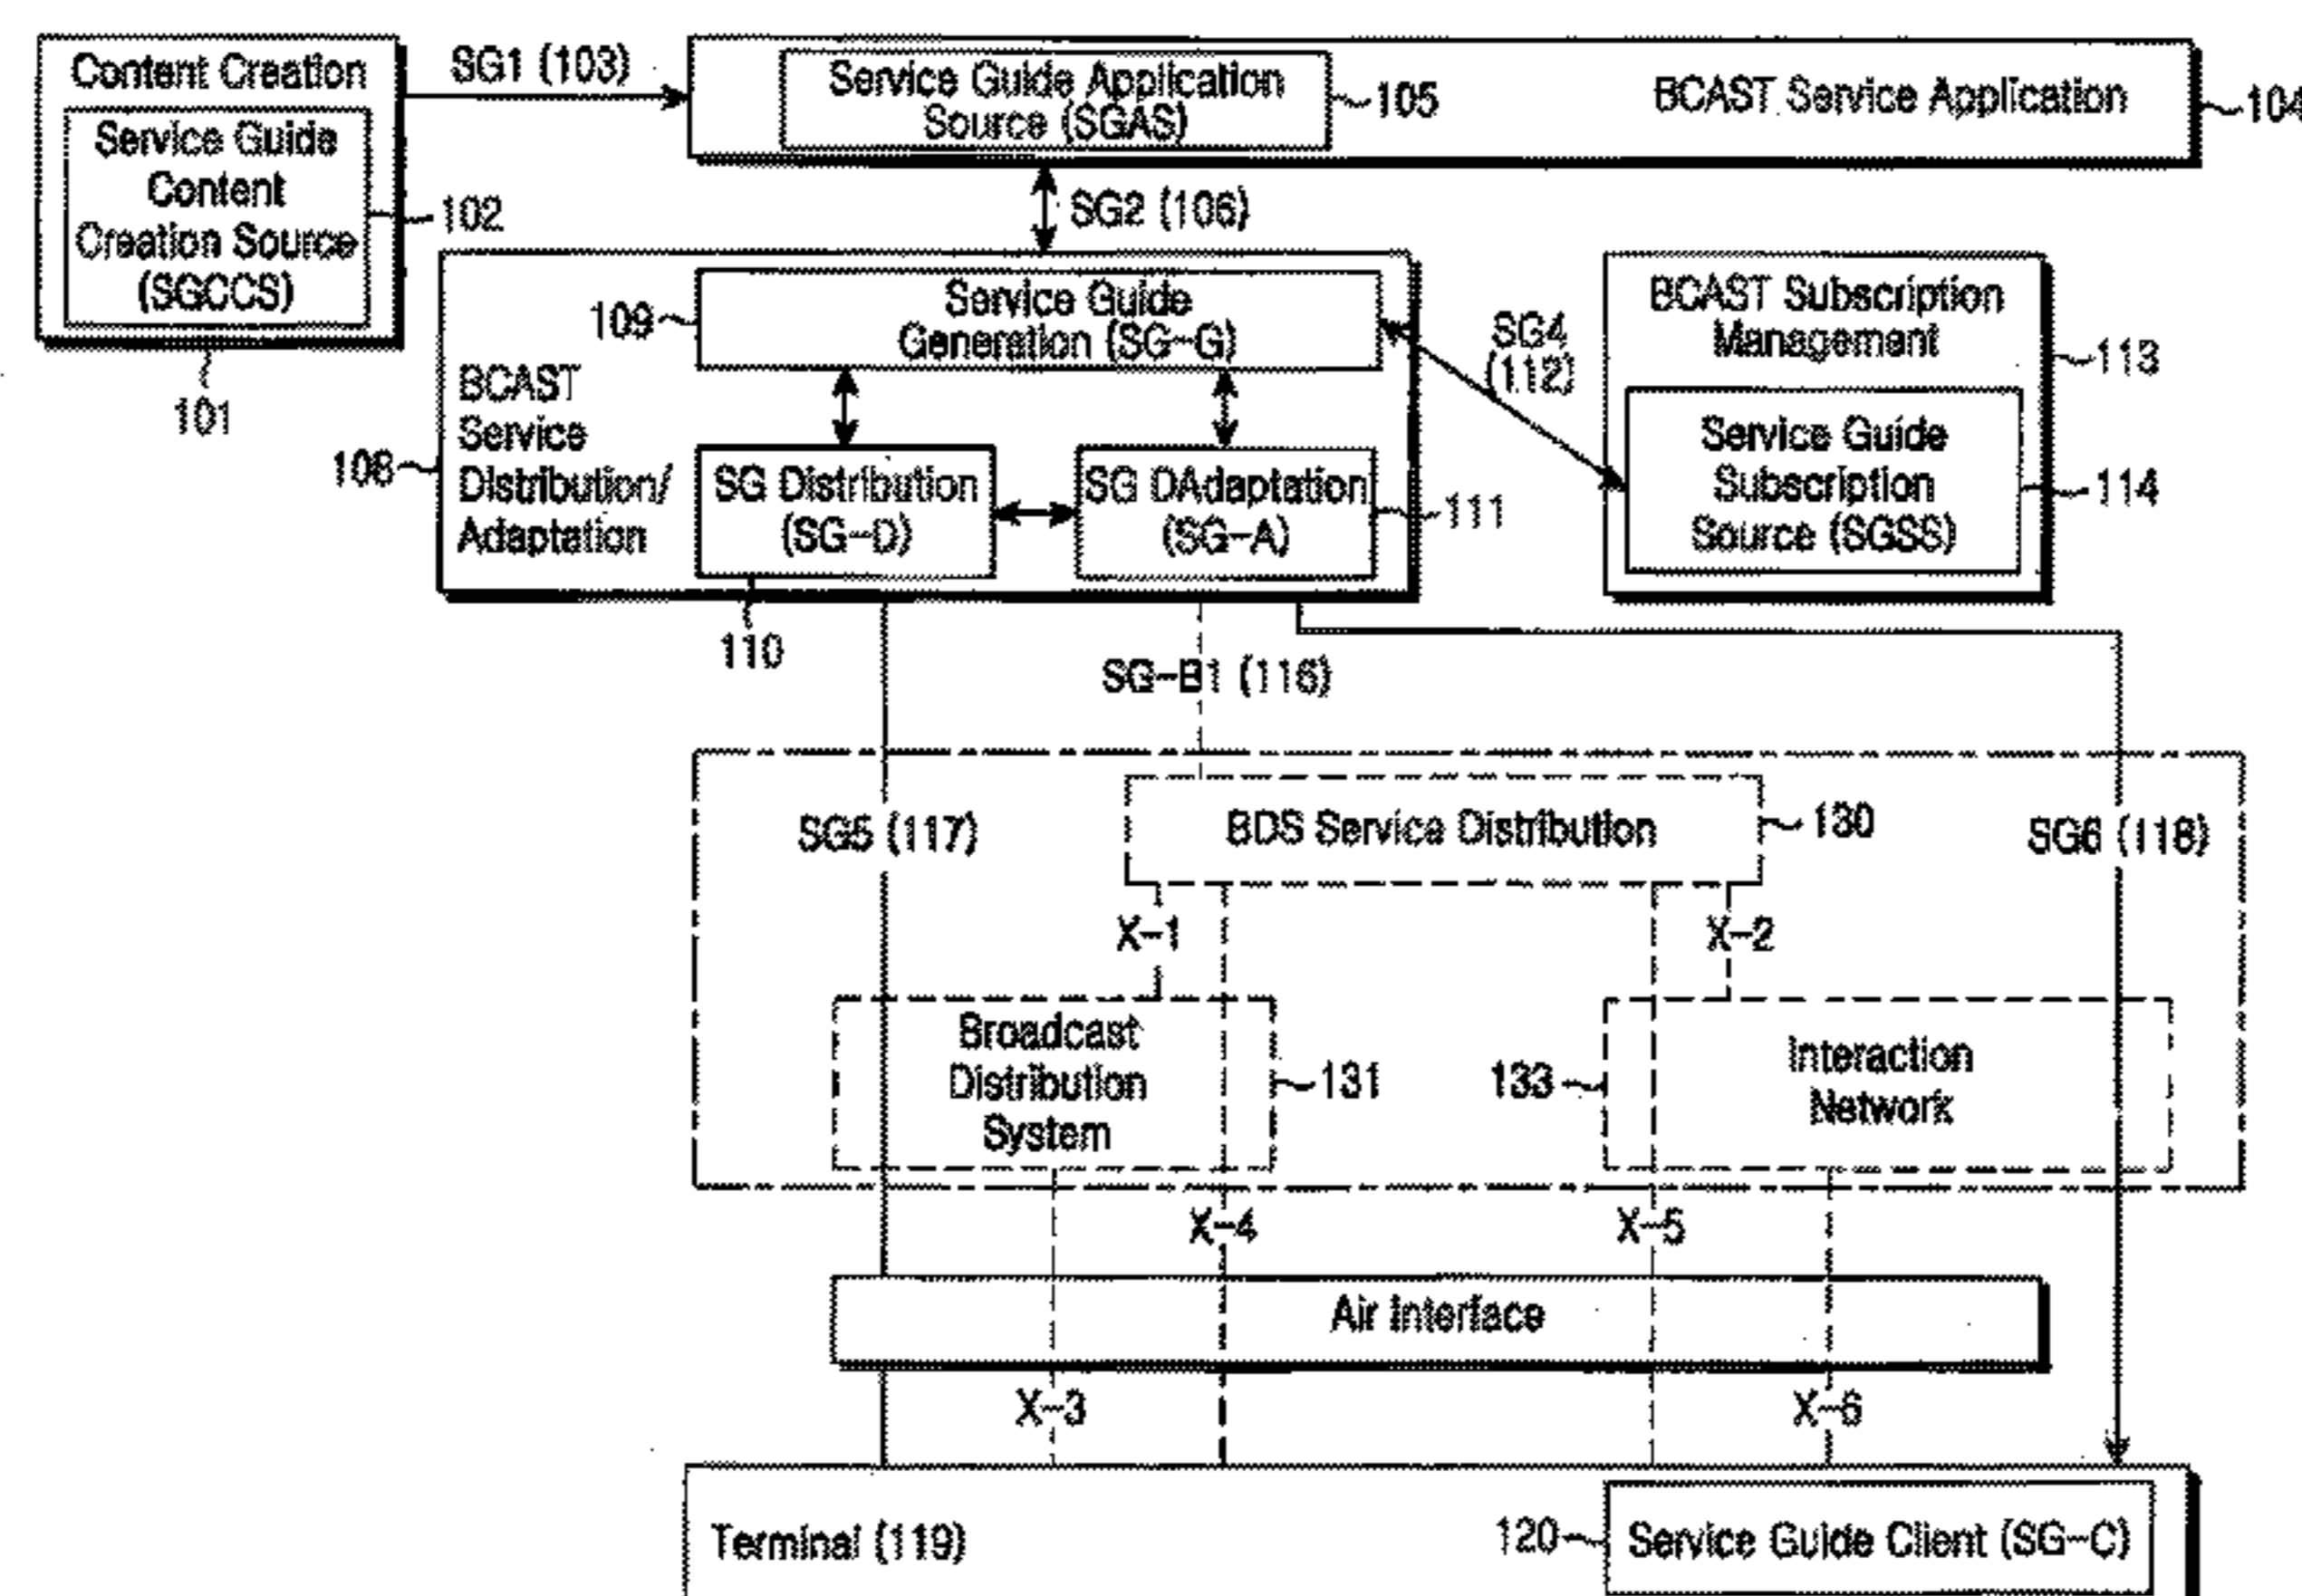 Content Creation
Service Guide
Content
Creation Source
(SGCCS)
102
101
SG1 (103)
Service Guide Application
Source (SGAS)
105
BCAST Service Application
104
SG2 (106)
109
Service Guide
Generation (SG-G)
BCAST
Service
Distribution/
Adaptation
108
SG Distribution
(SG-D)
110
SG DAdaptation
(SG-A)
111
SG4
(112)
BCAST Subscription
Management
113
Service Guide
Subscription
Source (SGSS)
114
SG-B1 (116)
SG5 (117)
BDS Service Distribution
130
SG6 (118)
X-1
X-2
Broadcast
Distribution
System
131
133
Interaction
Network
X-4
X-5
Air Interface
X-3
X-6
Terminal (119)
120
Service Guide Client (SG-C)